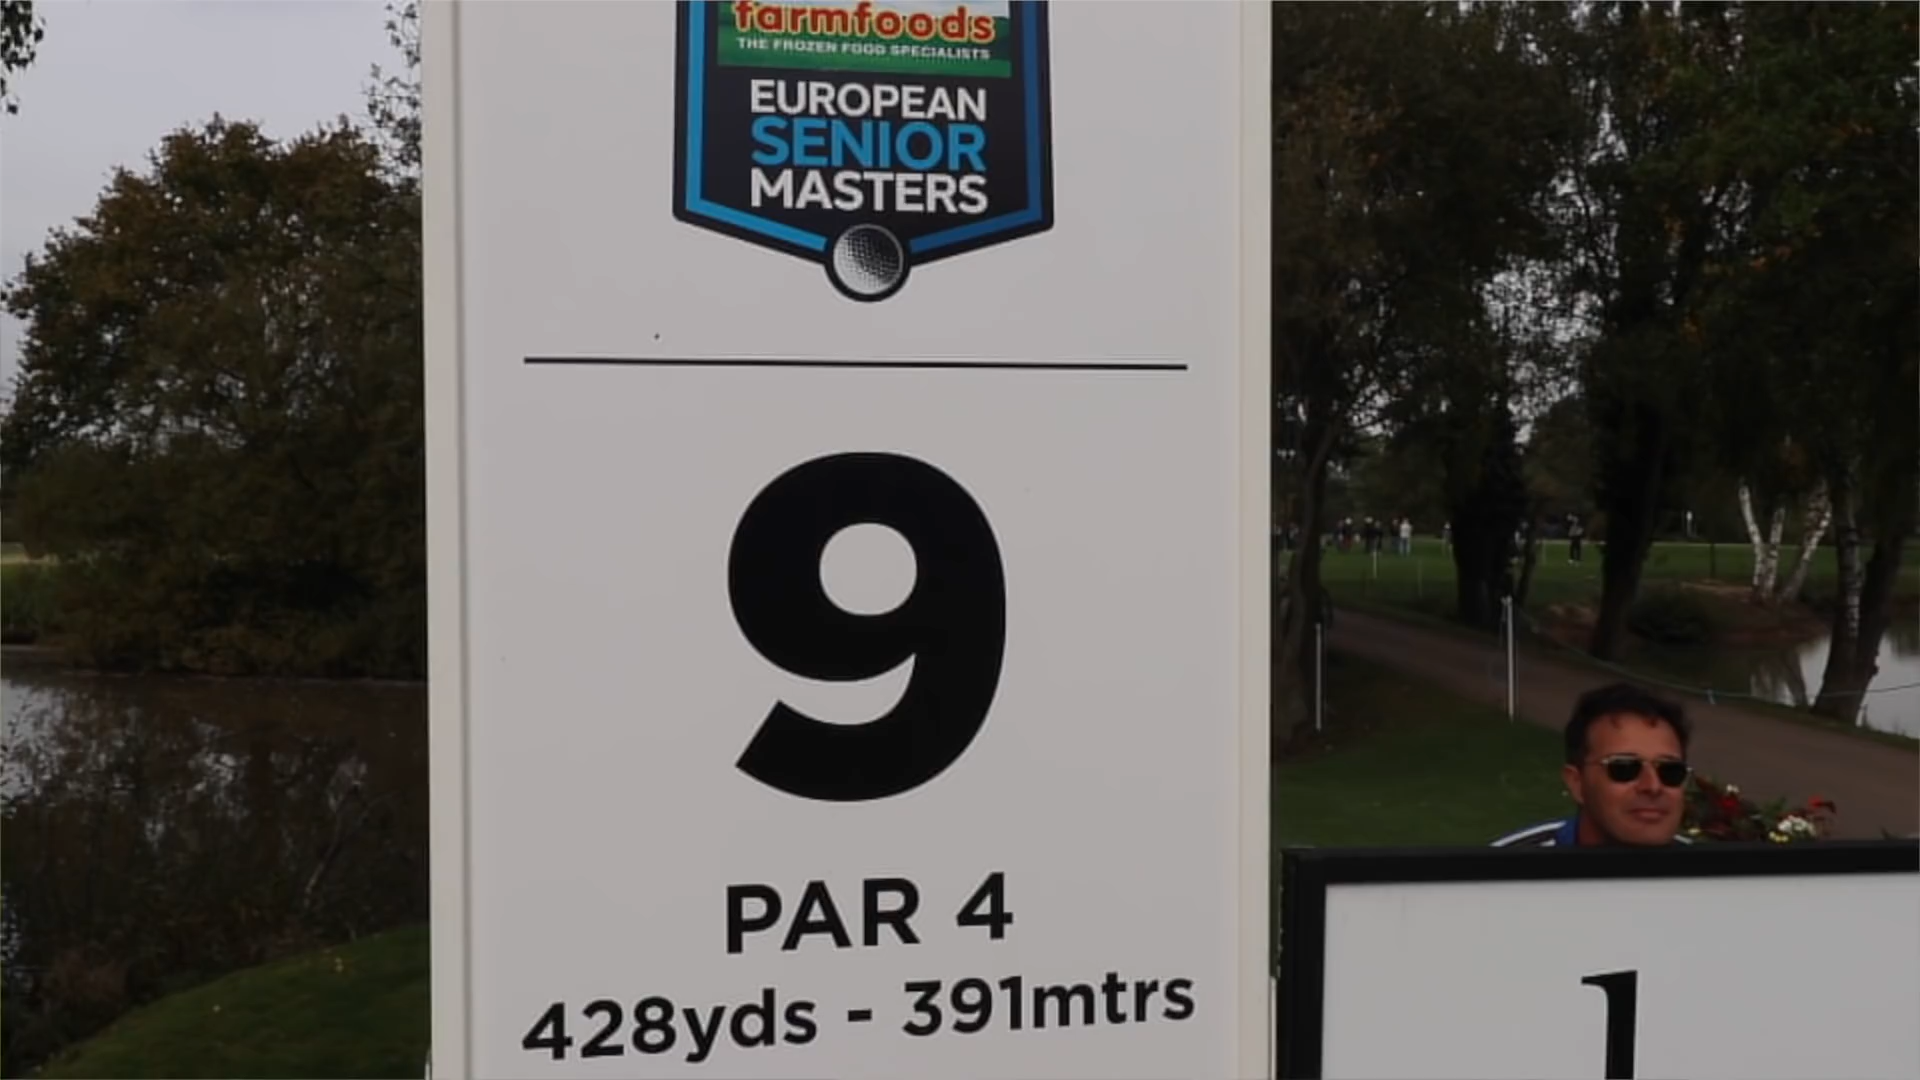 farmfoods
THE FROZEN FOOD SPECIALISTS
EUROPEAN
SENIOR
MASTERS
9
PAR 4
428yds - 391mtrs
1